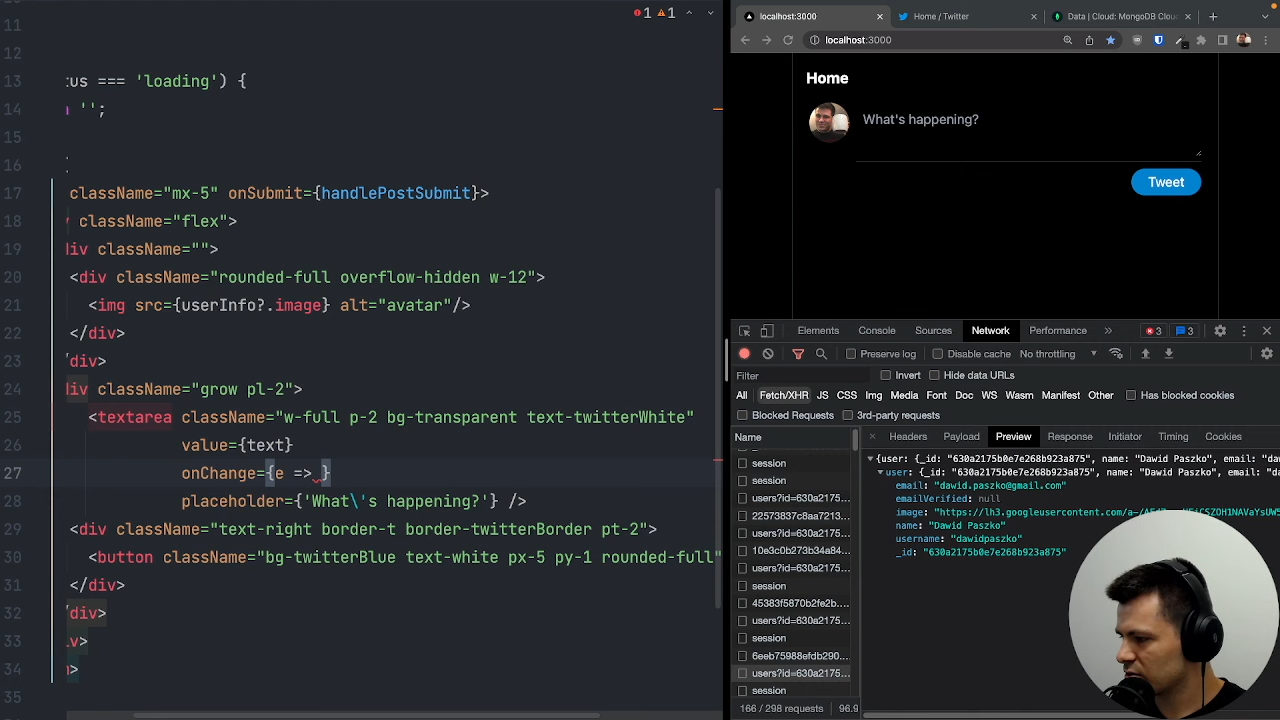 11
12
13 tus === 'loading') {
14 '';
15
16
17 className="mx-5" onSubmit={handlePostSubmit}>
18 className="flex">
19 div className="">
20 <div className="rounded-full overflow-hidden w-12">
21 <img src={userInfo?.image} alt="avatar"/>
22 </div>
23 /div>
24 div className="grow pl-2">
25 <textarea className="w-full p-2 bg-transparent text-twitterWhite"
26 value={text}
27 onChange={e => }
28 placeholder={'What\'s happening?'} />
29 <div className="text-right border-t border-twitterBorder pt-2">
30 <button className="bg-twitterBlue text-white px-5 py-1 rounded-full"
31 </div>
32 /div>
33 v>
34 >
35
1 1
localhost:3000
Home / Twitter
Data | Cloud: MongoDB Clou
localhost:3000
Home
What's happening?
Tweet
Elements Console Sources Network Performance » 3 3
Preserve log Disable cache No throttling
Filter Invert Hide data URLs
All Fetch/XHR JS CSS Img Media Font Doc WS Wasm Manifest Other Has blocked cookies
Blocked Requests 3rd-party requests
Name
session
session
users?id=630a2175...
22573837c8aa7213...
users?id=630a2175...
10e3c0b273b34a84...
users?id=630a2175...
session
45383f5870b2fe2b....
users?id=630a2175...
session
6eeb75988efdb290...
users?id=630a2175...
session
166 / 298 requests 96.9
Headers Payload Preview Response Initiator Timing Cookies
{user: {_id: "630a2175b0e7e268b923a875", name: "Dawid Paszko", email: "daw
user: {_id: "630a2175b0e7e268b923a875", name: "Dawid Paszko", email: "da
email: "dawid.paszko@gmail.com"
emailVerified: null
name: "Dawid Paszko"
username: "dawidpaszko"
_id: "630a2175b0e7e268b923a875"